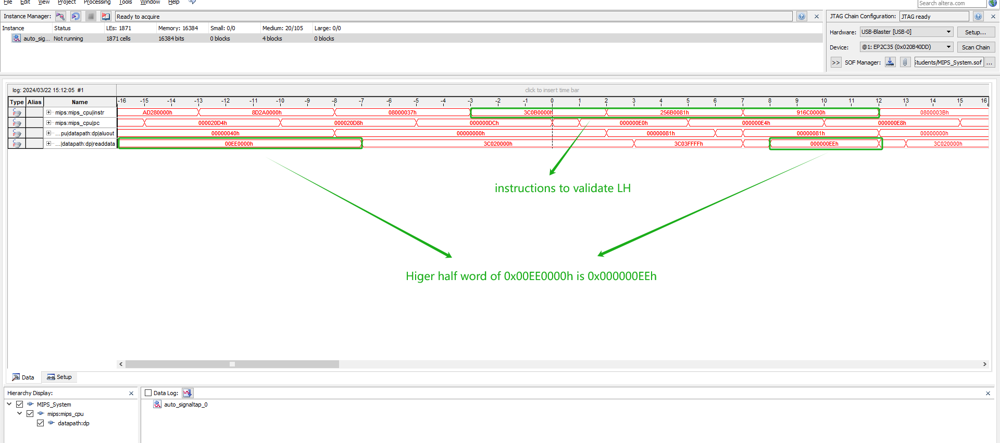 File Edit View Project Processing Tools Window Help
Search altera.com
Instance Manager: Ready to acquire
JTAG Chain Configuration: JTAG ready
Instance Status LEs: 1871 Memory: 16384 Small: 0/0 Medium: 20/105 Large: 0/0
auto_sig... Not running 1871 cells 16384 bits 0 blocks 4 blocks 0 blocks
Hardware: USB-Blaster [USB-0] Setup...
Device: @1: EP2C35 (0x020B40DD) Scan Chain
>> SOF Manager: Students/MIPS_System.sof ...
log: 2024/03/22 15:12:05 #1 click to insert time bar
Type Alias Name -16 -15 -14 -13 -12 -11 -10 -9 -8 -7 -6 -5 -4 -3 -2 -1 0 1 2 3 4 5 6 7 8 9 10 11 12 13 14 15 16
mips:mips_cpu|instr AD280000h 8D2A0000h 08000037h 3C0B0000h 256B0081h 916C0000h 0800003Bh
mips:mips_cpu|pc 000020D4h 000020D8h 000000DCh 000000E0h 000000E4h 000000E8h
...pu|datapath:dp|aluout 00000040h 00000000h 00000081h 00000081h 00000000h
...|datapath:dp|readdata 00EE0000h 3C020000h 3C03FFFFh 000000EEh 3C020000h
instructions to validate LH
Higer half word of 0x00EE0000h is 0x000000EEh
Data Setup
Hierarchy Display:
Data Log:
MIPS_System
auto_signaltap_0
mips:mips_cpu
datapath:dp